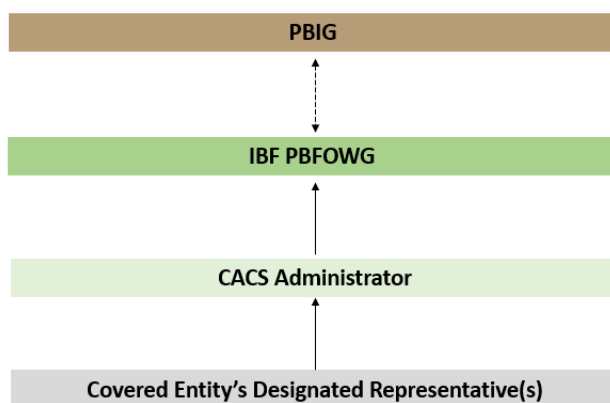 PBIG
IBF PBFOWG
CACS Administrator
Covered Entity’s Designated Representative(s)